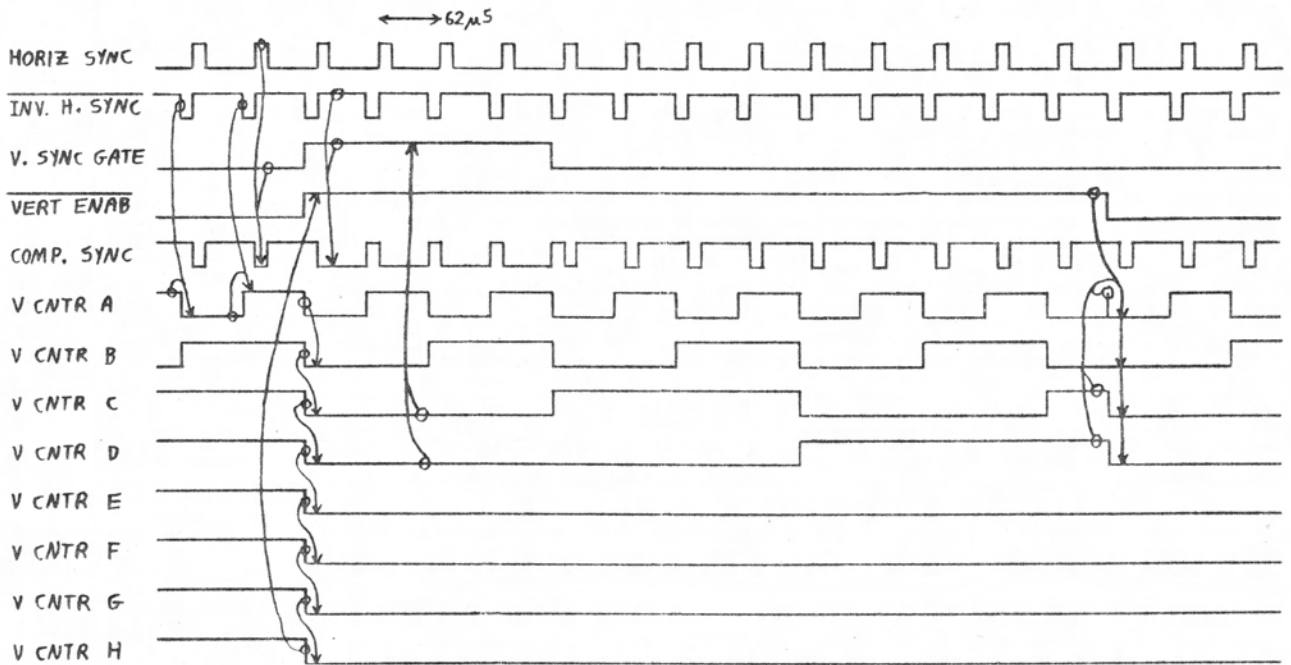 62µS
HORIZ SYNC
INV. H. SYNC
V. SYNC GATE
VERT ENAB
COMP. SYNC
V CNTR A
V CNTR B
V CNTR C
V CNTR D
V CNTR E
V CNTR F
V CNTR G
V CNTR H